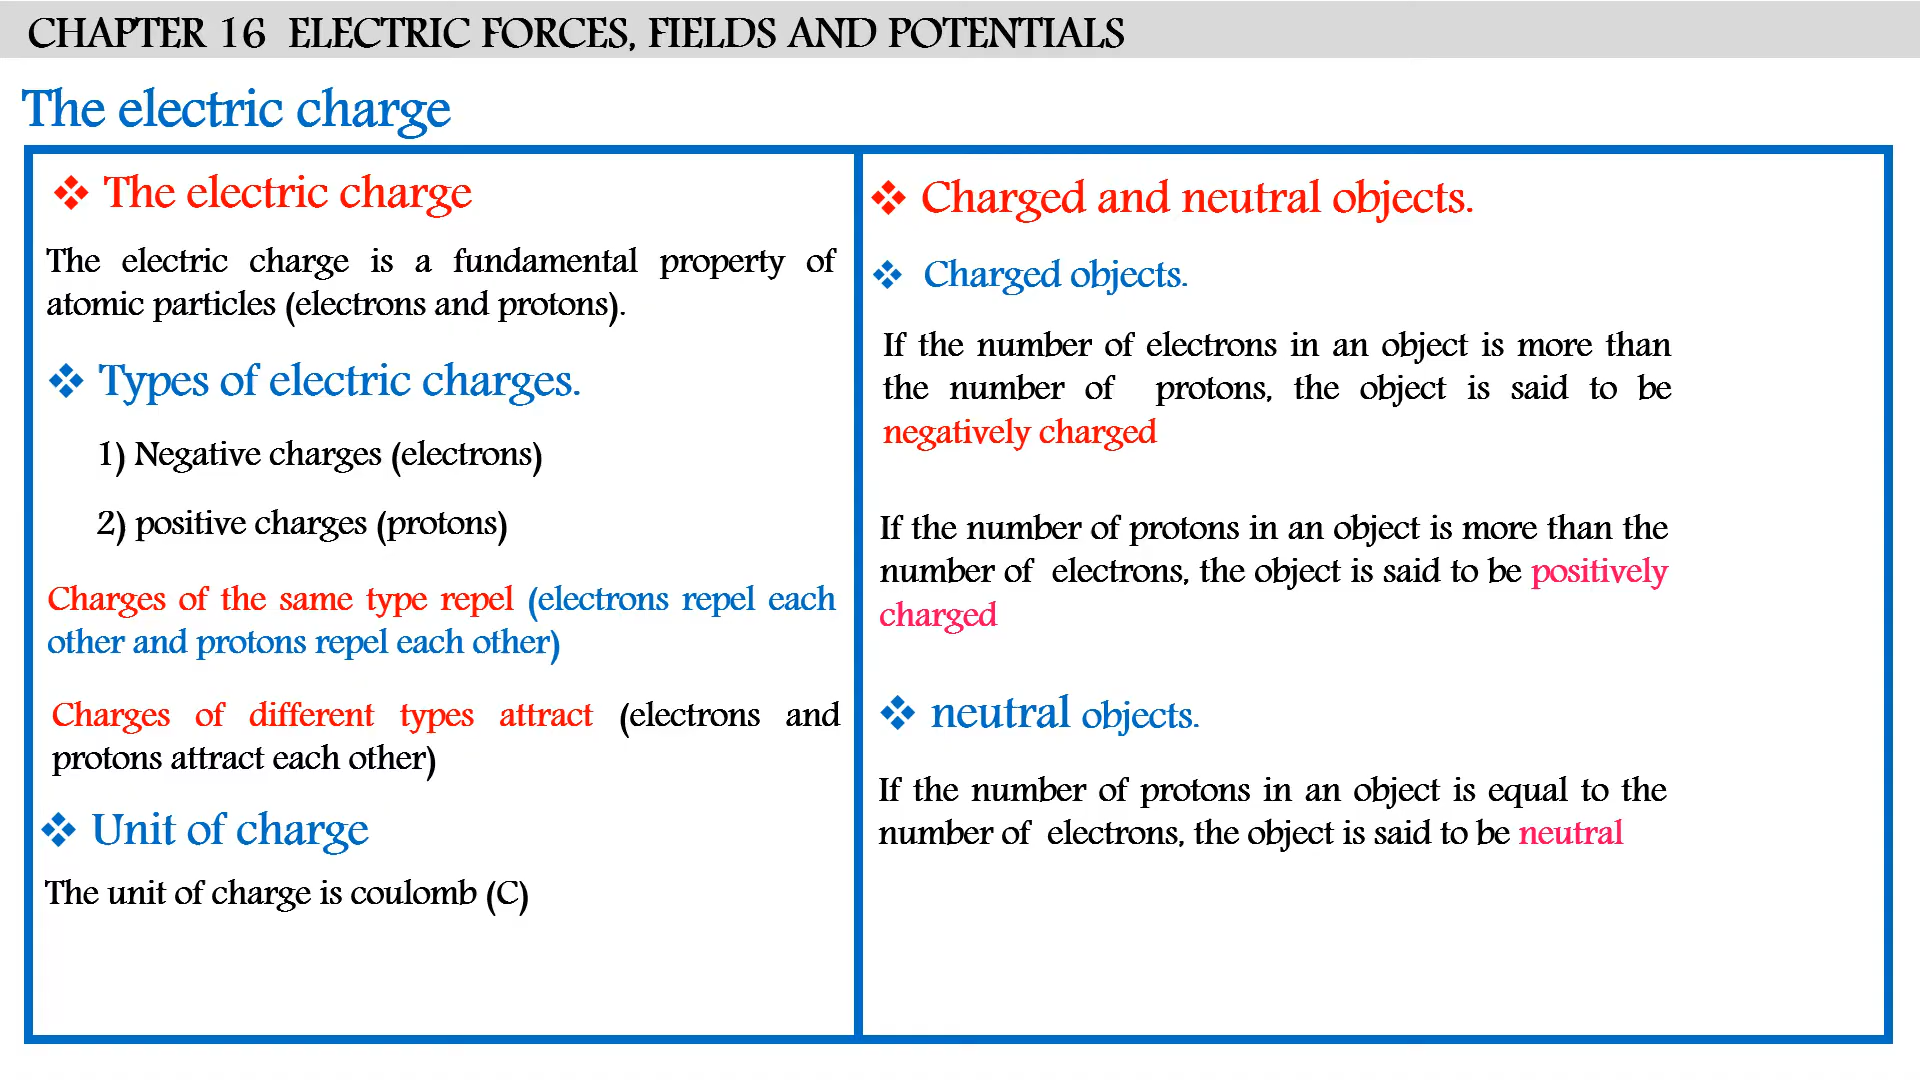 CHAPTER 16 ELECTRIC FORCES, FIELDS AND POTENTIALS
The electric charge
❖ The electric charge
The electric charge is a fundamental property of
atomic particles (electrons and protons).
❖ Types of electric charges.
1) Negative charges (electrons)
2) positive charges (protons)
Charges of the same type repel (electrons repel each
other and protons repel each other)
Charges of different types attract (electrons and
protons attract each other)
❖ Unit of charge
The unit of charge is coulomb (C)
❖ Charged and neutral objects.
❖ Charged objects.
If the number of electrons in an object is more than
the number of protons, the object is said to be
negatively charged
If the number of protons in an object is more than the
number of electrons, the object is said to be positively
charged
❖ neutral objects.
If the number of protons in an object is equal to the
number of electrons, the object is said to be neutral